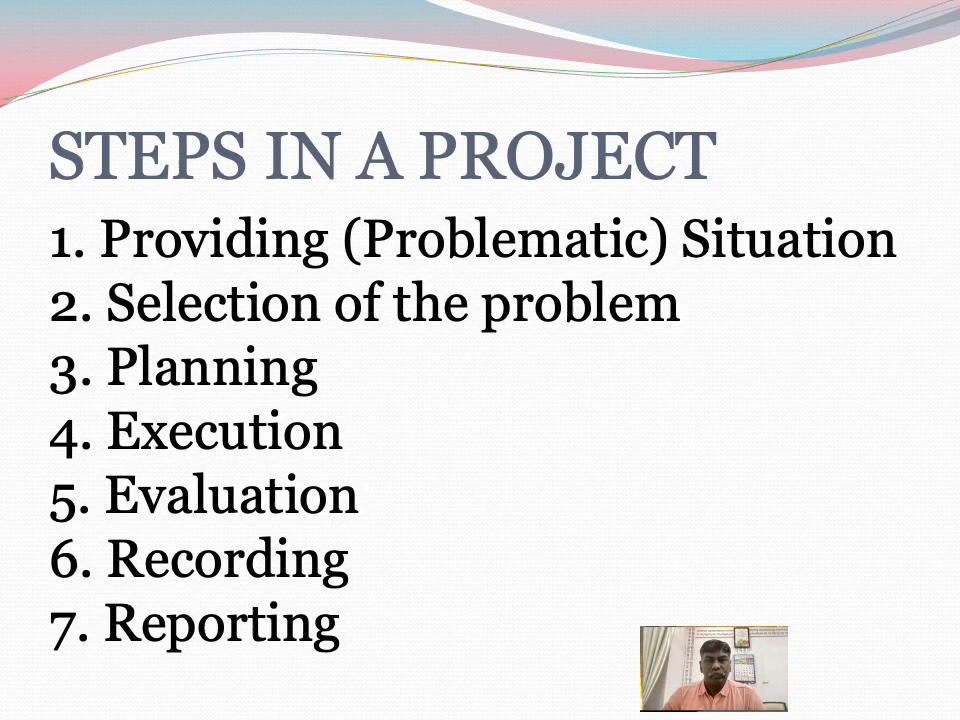 STEPS IN A PROJECT
1. Providing (Problematic) Situation
2. Selection of the problem
3. Planning
4. Execution
5. Evaluation
6. Recording
7. Reporting